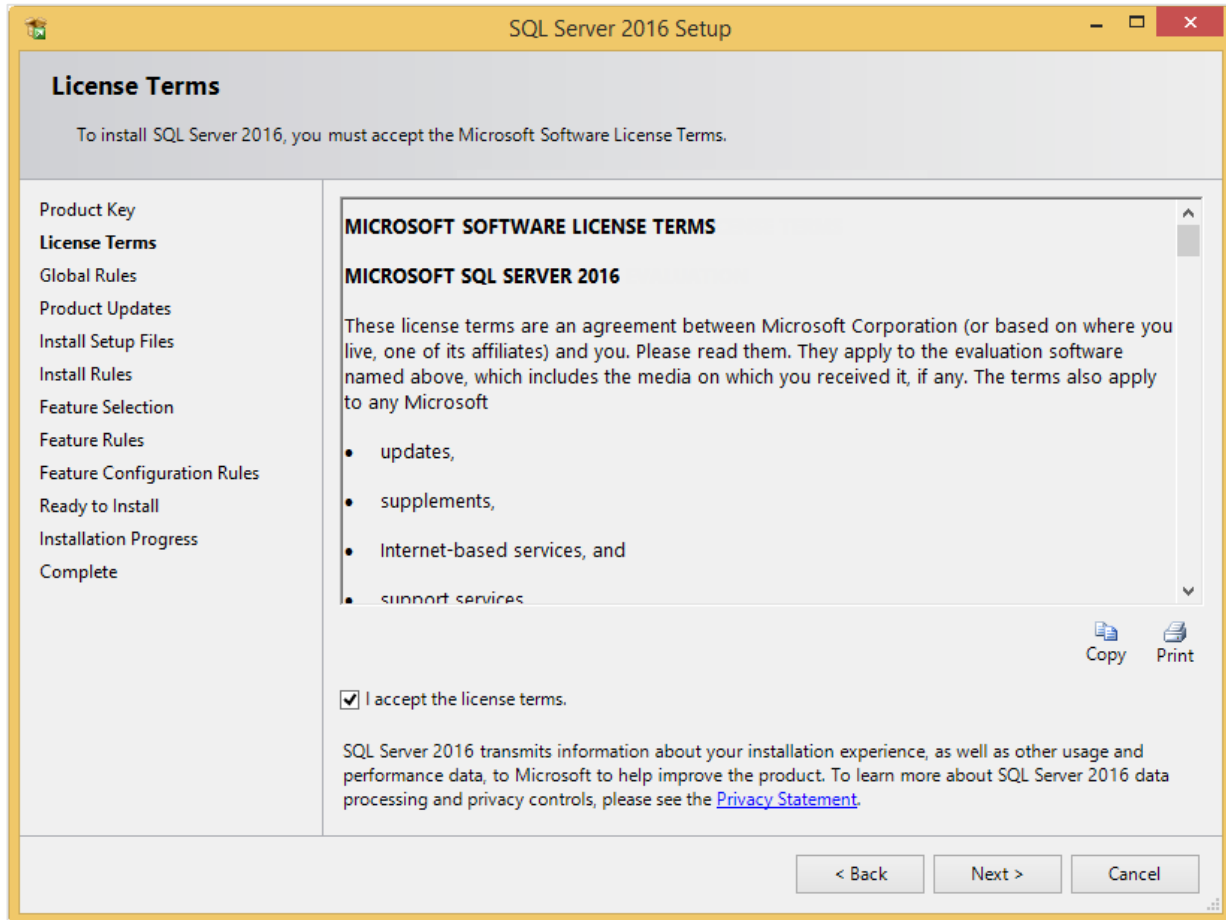 SQL Server 2016 Setup
License Terms
To install SQL Server 2016, you must accept the Microsoft Software License Terms.
Product Key
License Terms
Global Rules
Product Updates
Install Setup Files
Install Rules
Feature Selection
Feature Rules
Feature Configuration Rules
Ready to Install
Installation Progress
Complete
MICROSOFT SOFTWARE LICENSE TERMS
MICROSOFT SQL SERVER 2016
These license terms are an agreement between Microsoft Corporation (or based on where you
live, one of its affiliates) and you. Please read them. They apply to the evaluation software
named above, which includes the media on which you received it, if any. The terms also apply
to any Microsoft
• updates,
• supplements,
• Internet-based services, and
• support services
Copy Print
I accept the license terms.
SQL Server 2016 transmits information about your installation experience, as well as other usage and
performance data, to Microsoft to help improve the product. To learn more about SQL Server 2016 data
processing and privacy controls, please see the Privacy Statement.
< Back Next > Cancel